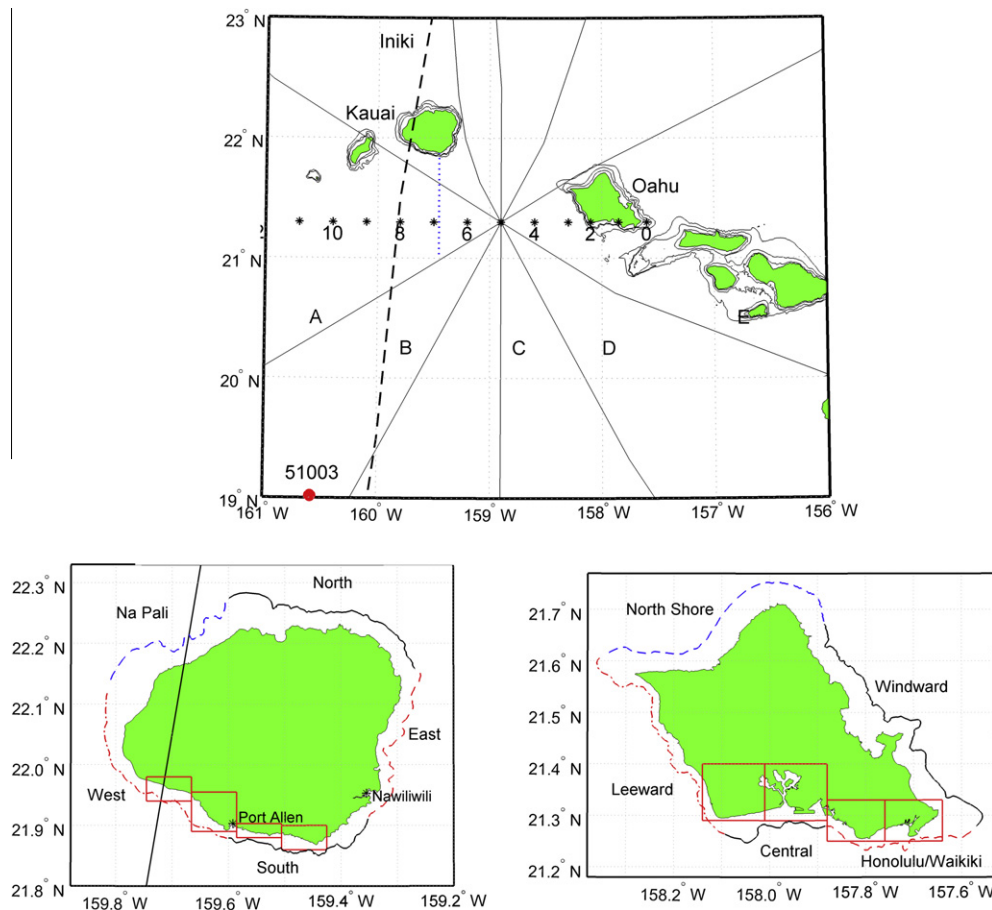 23° N
Iniki
Kauai
22° N
Oahu
10 8 6 4 2 0
21° N
A B C D E
20° N
51003
19° N
161° W 160° W 159° W 158° W 157° W 156° W
22.3° N
North
Na Pali
22.2° N
22.1° N
East
22.0° N
West
Nawiliwili
Port Allen
21.9° N
South
21.8° N
159.8° W 159.6° W 159.4° W 159.2° W
21.7° N
North Shore
21.6° N
Windward
21.5° N
21.4° N
Leeward
21.3° N
Central
Honolulu/Waikiki
21.2° N
158.2° W 158.0° W 157.8° W 157.6° W